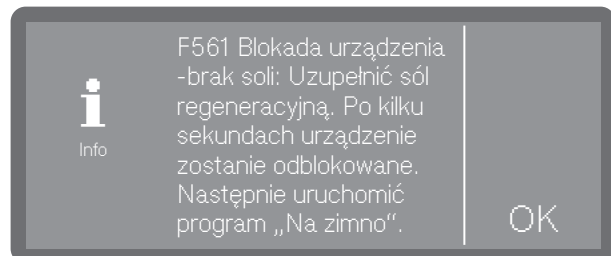 F561 Blokada urządzenia
-brak soli: Uzupełnić sól
regeneracyjną. Po kilku
sekundach urządzenie
zostanie odblokowane.
Następnie uruchomić
program „Na zimno“.
Info
OK